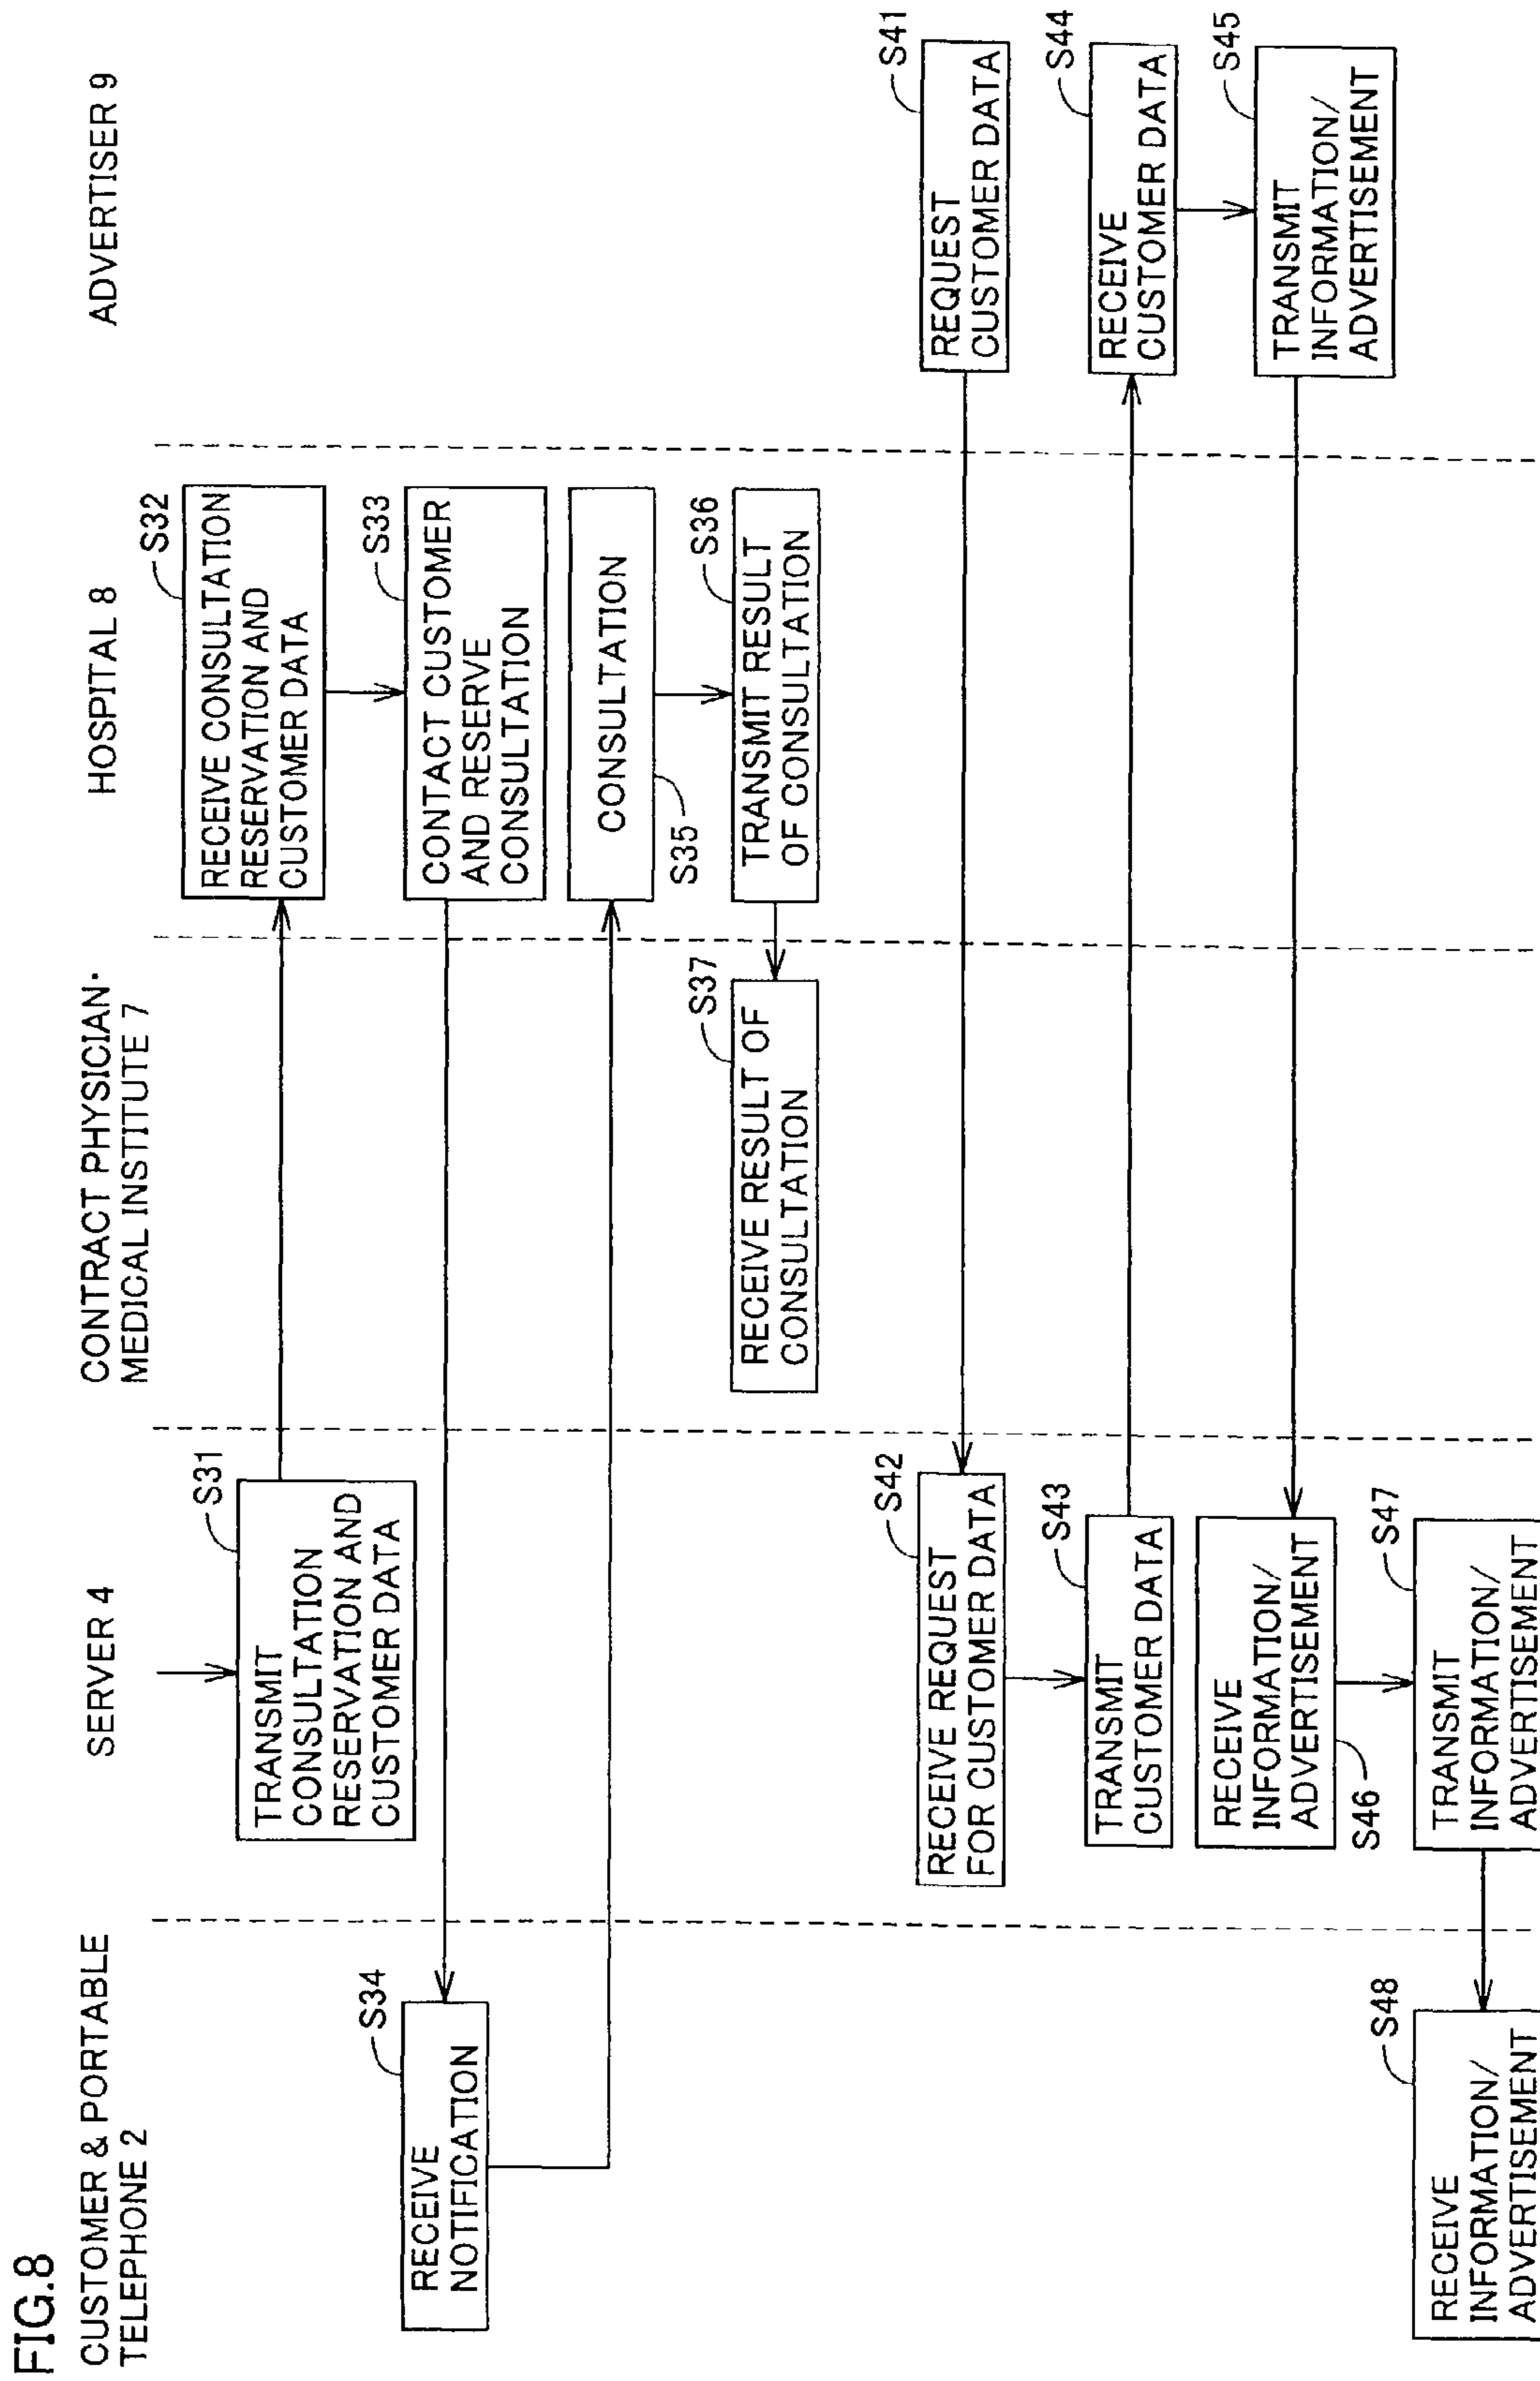 FIG.8
CUSTOMER & PORTABLE
TELEPHONE 2
SERVER 4
CONTRACT PHYSICIAN·
MEDICAL INSTITUTE 7
HOSPITAL 8
ADVERTISER 9
S31
TRANSMIT
CONSULTATION
RESERVATION AND
CUSTOMER DATA
S32
RECEIVE CONSULTATION
RESERVATION AND
CUSTOMER DATA
S33
CONTACT CUSTOMER
AND RESERVE
CONSULTATION
S34
RECEIVE
NOTIFICATION
CONSULTATION
S35
S36
TRANSMIT RESULT
OF CONSULTATION
S37
RECEIVE RESULT OF
CONSULTATION
S41
REQUEST
CUSTOMER DATA
S42
RECEIVE REQUEST
FOR CUSTOMER DATA
S43
TRANSMIT
CUSTOMER DATA
S44
RECEIVE
CUSTOMER DATA
S45
TRANSMIT
INFORMATION/
ADVERTISEMENT
RECEIVE
INFORMATION/
ADVERTISEMENT
S46
S47
TRANSMIT
INFORMATION/
ADVERTISEMENT
S48
RECEIVE
INFORMATION/
ADVERTISEMENT